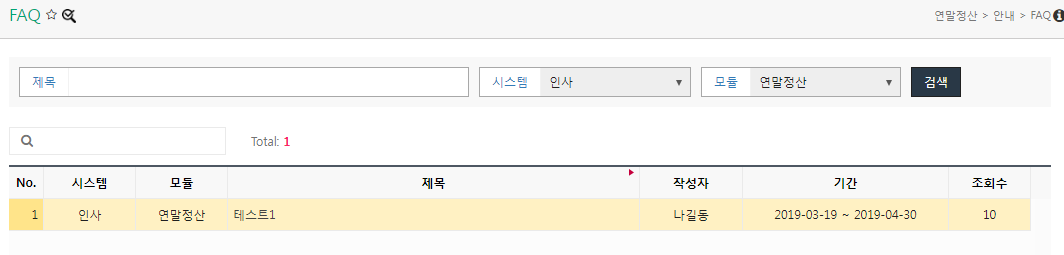 FAQ
연말정산 > 안내 > FAQ
제목 시스템 인사 모듈 연말정산 검색
Total: 1
No. 시스템 모듈 제목 작성자 기간 조회수
1 인사 연말정산 테스트1 나길동 2019-03-19 ~ 2019-04-30 10